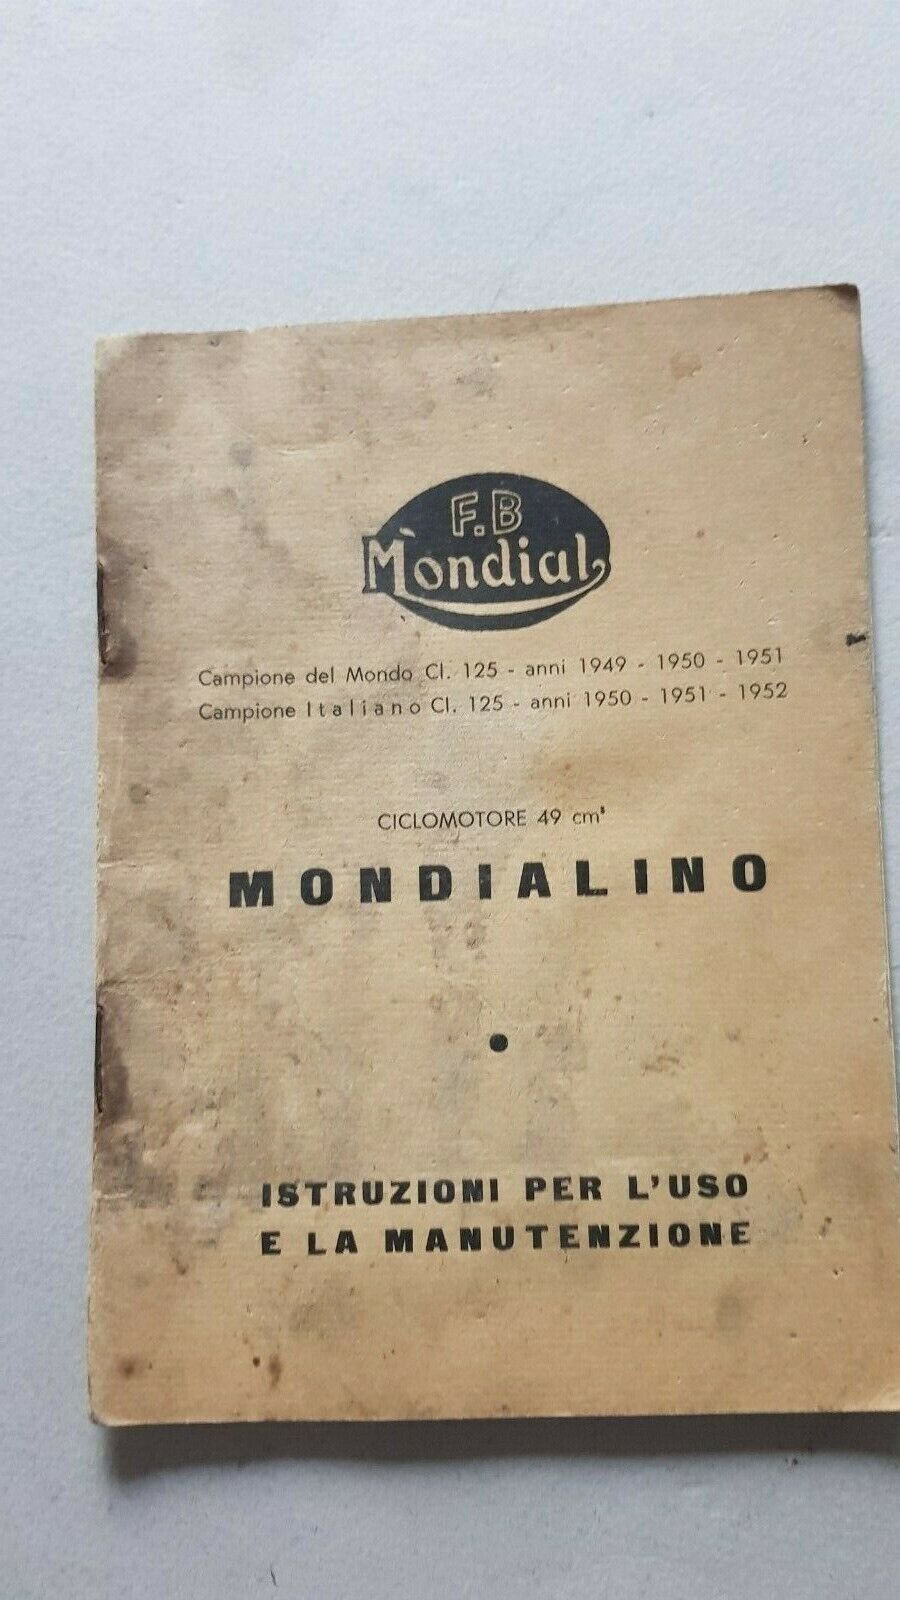 F.B
Mondial
Campione del Mondo Cl. 125 - anni 1949 - 1950 - 1951
Campione Italiano Cl. 125 - anni 1950 - 1951 - 1952
CICLOMOTORE 49 cm³
MONDIALINO
•
ISTRUZIONI PER L'USO
E LA MANUTENZIONE